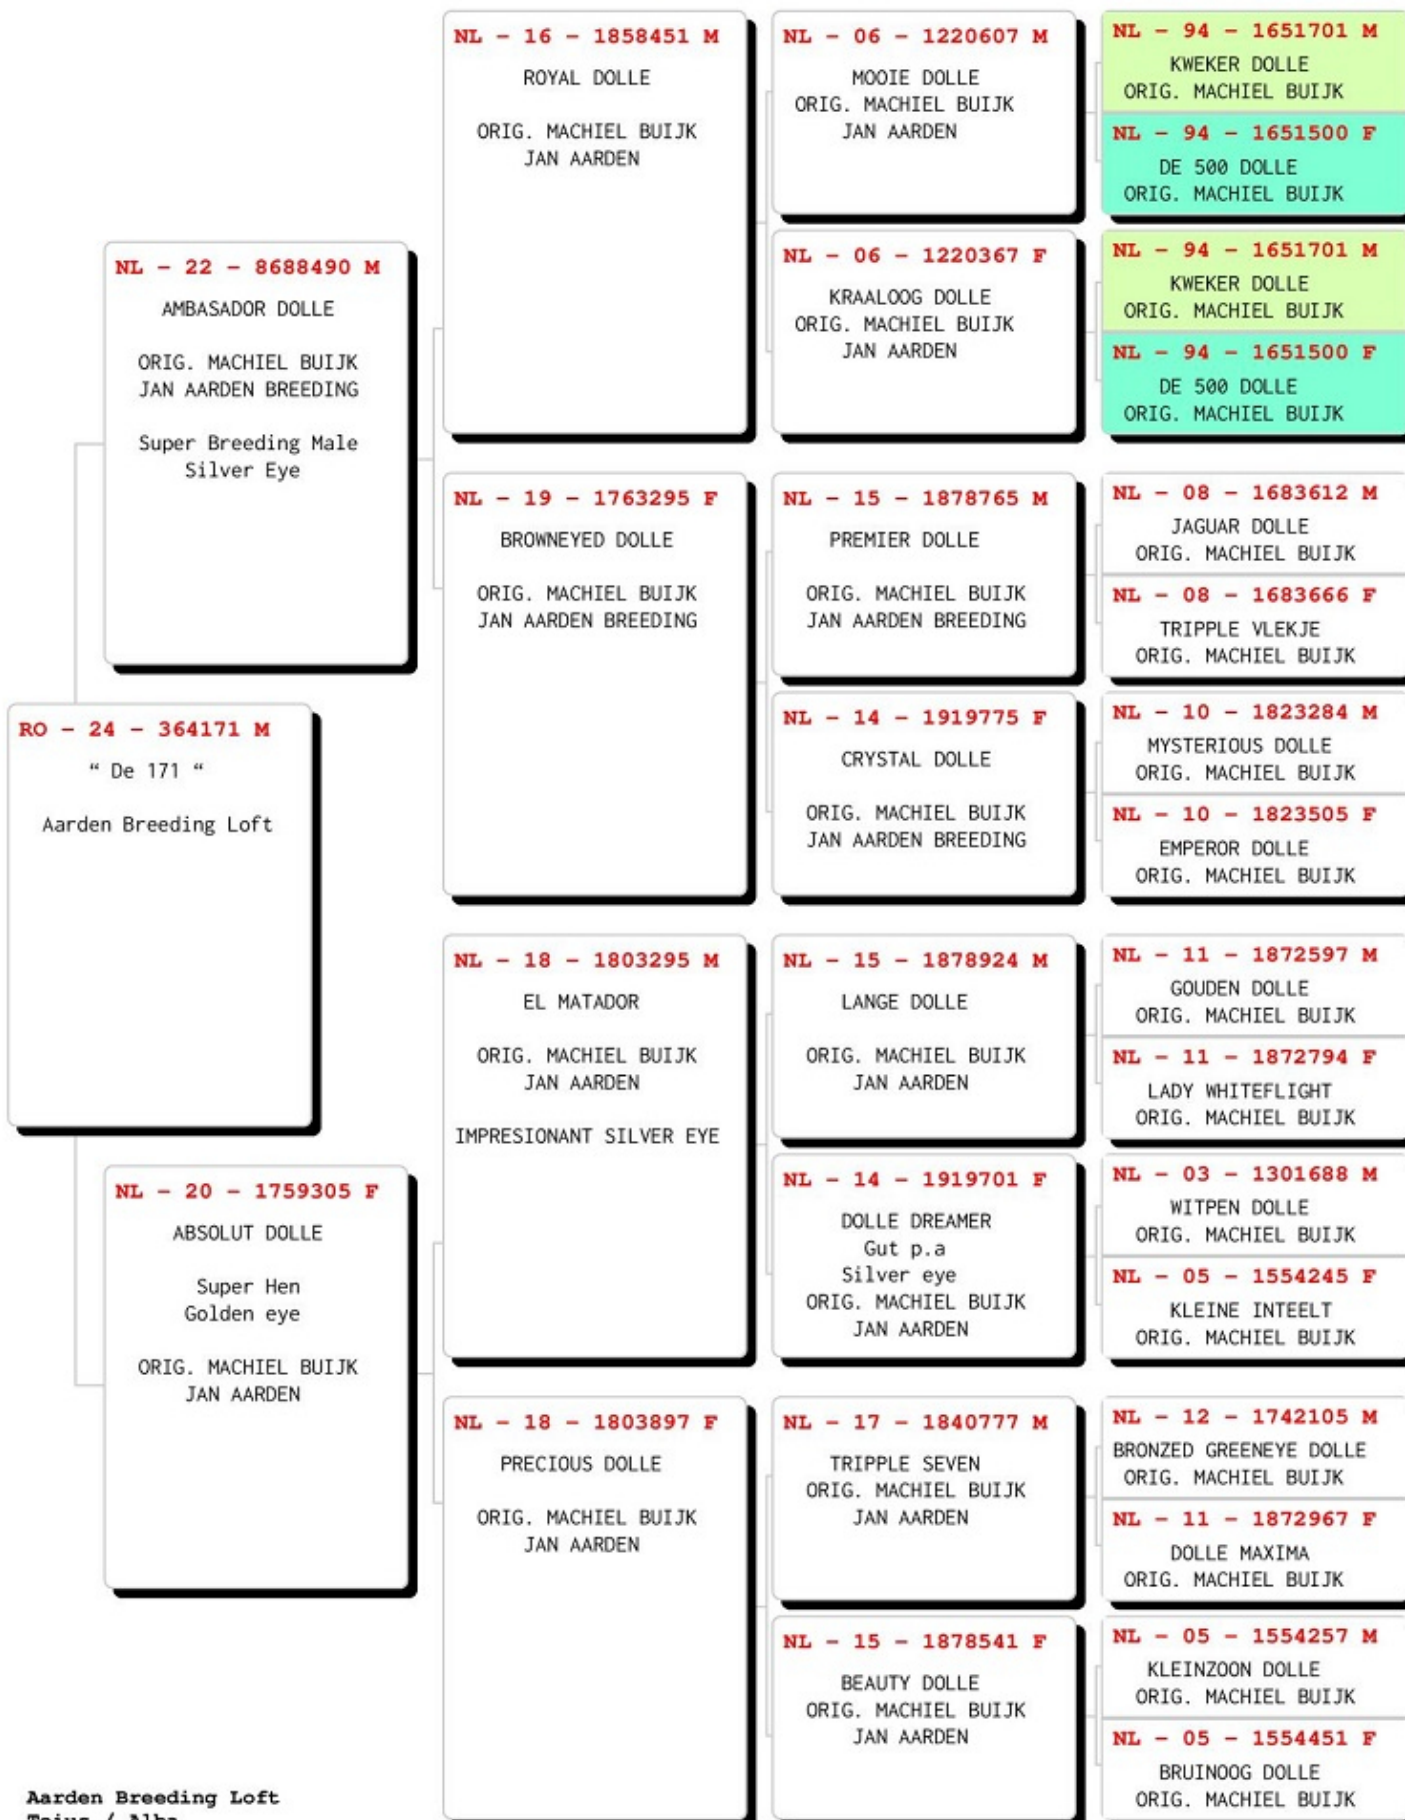 NL - 16 - 1858451 M
ROYAL DOLLE
ORIG. MACHIEL BUIJK
JAN AARDEN
NL - 06 - 1220607 M
MOOIE DOLLE
ORIG. MACHIEL BUIJK
JAN AARDEN
NL - 94 - 1651701 M
KWEKER DOLLE
ORIG. MACHIEL BUIJK
NL - 94 - 1651500 F
DE 500 DOLLE
ORIG. MACHIEL BUIJK
NL - 06 - 1220367 F
KRAALOOG DOLLE
ORIG. MACHIEL BUIJK
JAN AARDEN
NL - 94 - 1651701 M
KWEKER DOLLE
ORIG. MACHIEL BUIJK
NL - 94 - 1651500 F
DE 500 DOLLE
ORIG. MACHIEL BUIJK
NL - 22 - 8688490 M
AMBASADOR DOLLE
ORIG. MACHIEL BUIJK
JAN AARDEN BREEDING
Super Breeding Male
Silver Eye
NL - 19 - 1763295 F
BROWNEYED DOLLE
ORIG. MACHIEL BUIJK
JAN AARDEN BREEDING
NL - 15 - 1878765 M
PREMIER DOLLE
ORIG. MACHIEL BUIJK
JAN AARDEN BREEDING
NL - 08 - 1683612 M
JAGUAR DOLLE
ORIG. MACHIEL BUIJK
NL - 08 - 1683666 F
TRIPPLE VLEKJE
ORIG. MACHIEL BUIJK
NL - 14 - 1919775 F
CRYSTAL DOLLE
ORIG. MACHIEL BUIJK
JAN AARDEN BREEDING
NL - 10 - 1823284 M
MYSTERIOUS DOLLE
ORIG. MACHIEL BUIJK
NL - 10 - 1823505 F
EMPEROR DOLLE
ORIG. MACHIEL BUIJK
RO - 24 - 364171 M
“ De 171 “
Aarden Breeding Loft
NL - 18 - 1803295 M
EL MATADOR
ORIG. MACHIEL BUIJK
JAN AARDEN
IMPRESIONANT SILVER EYE
NL - 15 - 1878924 M
LANGE DOLLE
ORIG. MACHIEL BUIJK
JAN AARDEN
NL - 11 - 1872597 M
GOUDEN DOLLE
ORIG. MACHIEL BUIJK
NL - 11 - 1872794 F
LADY WHITEFLIGHT
ORIG. MACHIEL BUIJK
NL - 14 - 1919701 F
DOLLE DREAMER
Gut p.a
Silver eye
ORIG. MACHIEL BUIJK
JAN AARDEN
NL - 03 - 1301688 M
WITPEN DOLLE
ORIG. MACHIEL BUIJK
NL - 05 - 1554245 F
KLEINE INTEELT
ORIG. MACHIEL BUIJK
NL - 20 - 1759305 F
ABSOLUT DOLLE
Super Hen
Golden eye
ORIG. MACHIEL BUIJK
JAN AARDEN
NL - 18 - 1803897 F
PRECIOUS DOLLE
ORIG. MACHIEL BUIJK
JAN AARDEN
NL - 17 - 1840777 M
TRIPPLE SEVEN
ORIG. MACHIEL BUIJK
JAN AARDEN
NL - 12 - 1742105 M
BRONZED GREENEYE DOLLE
ORIG. MACHIEL BUIJK
NL - 11 - 1872967 F
DOLLE MAXIMA
ORIG. MACHIEL BUIJK
NL - 15 - 1878541 F
BEAUTY DOLLE
ORIG. MACHIEL BUIJK
JAN AARDEN
NL - 05 - 1554257 M
KLEINZOON DOLLE
ORIG. MACHIEL BUIJK
NL - 05 - 1554451 F
BRUINOOG DOLLE
ORIG. MACHIEL BUIJK
Aarden Breeding Loft